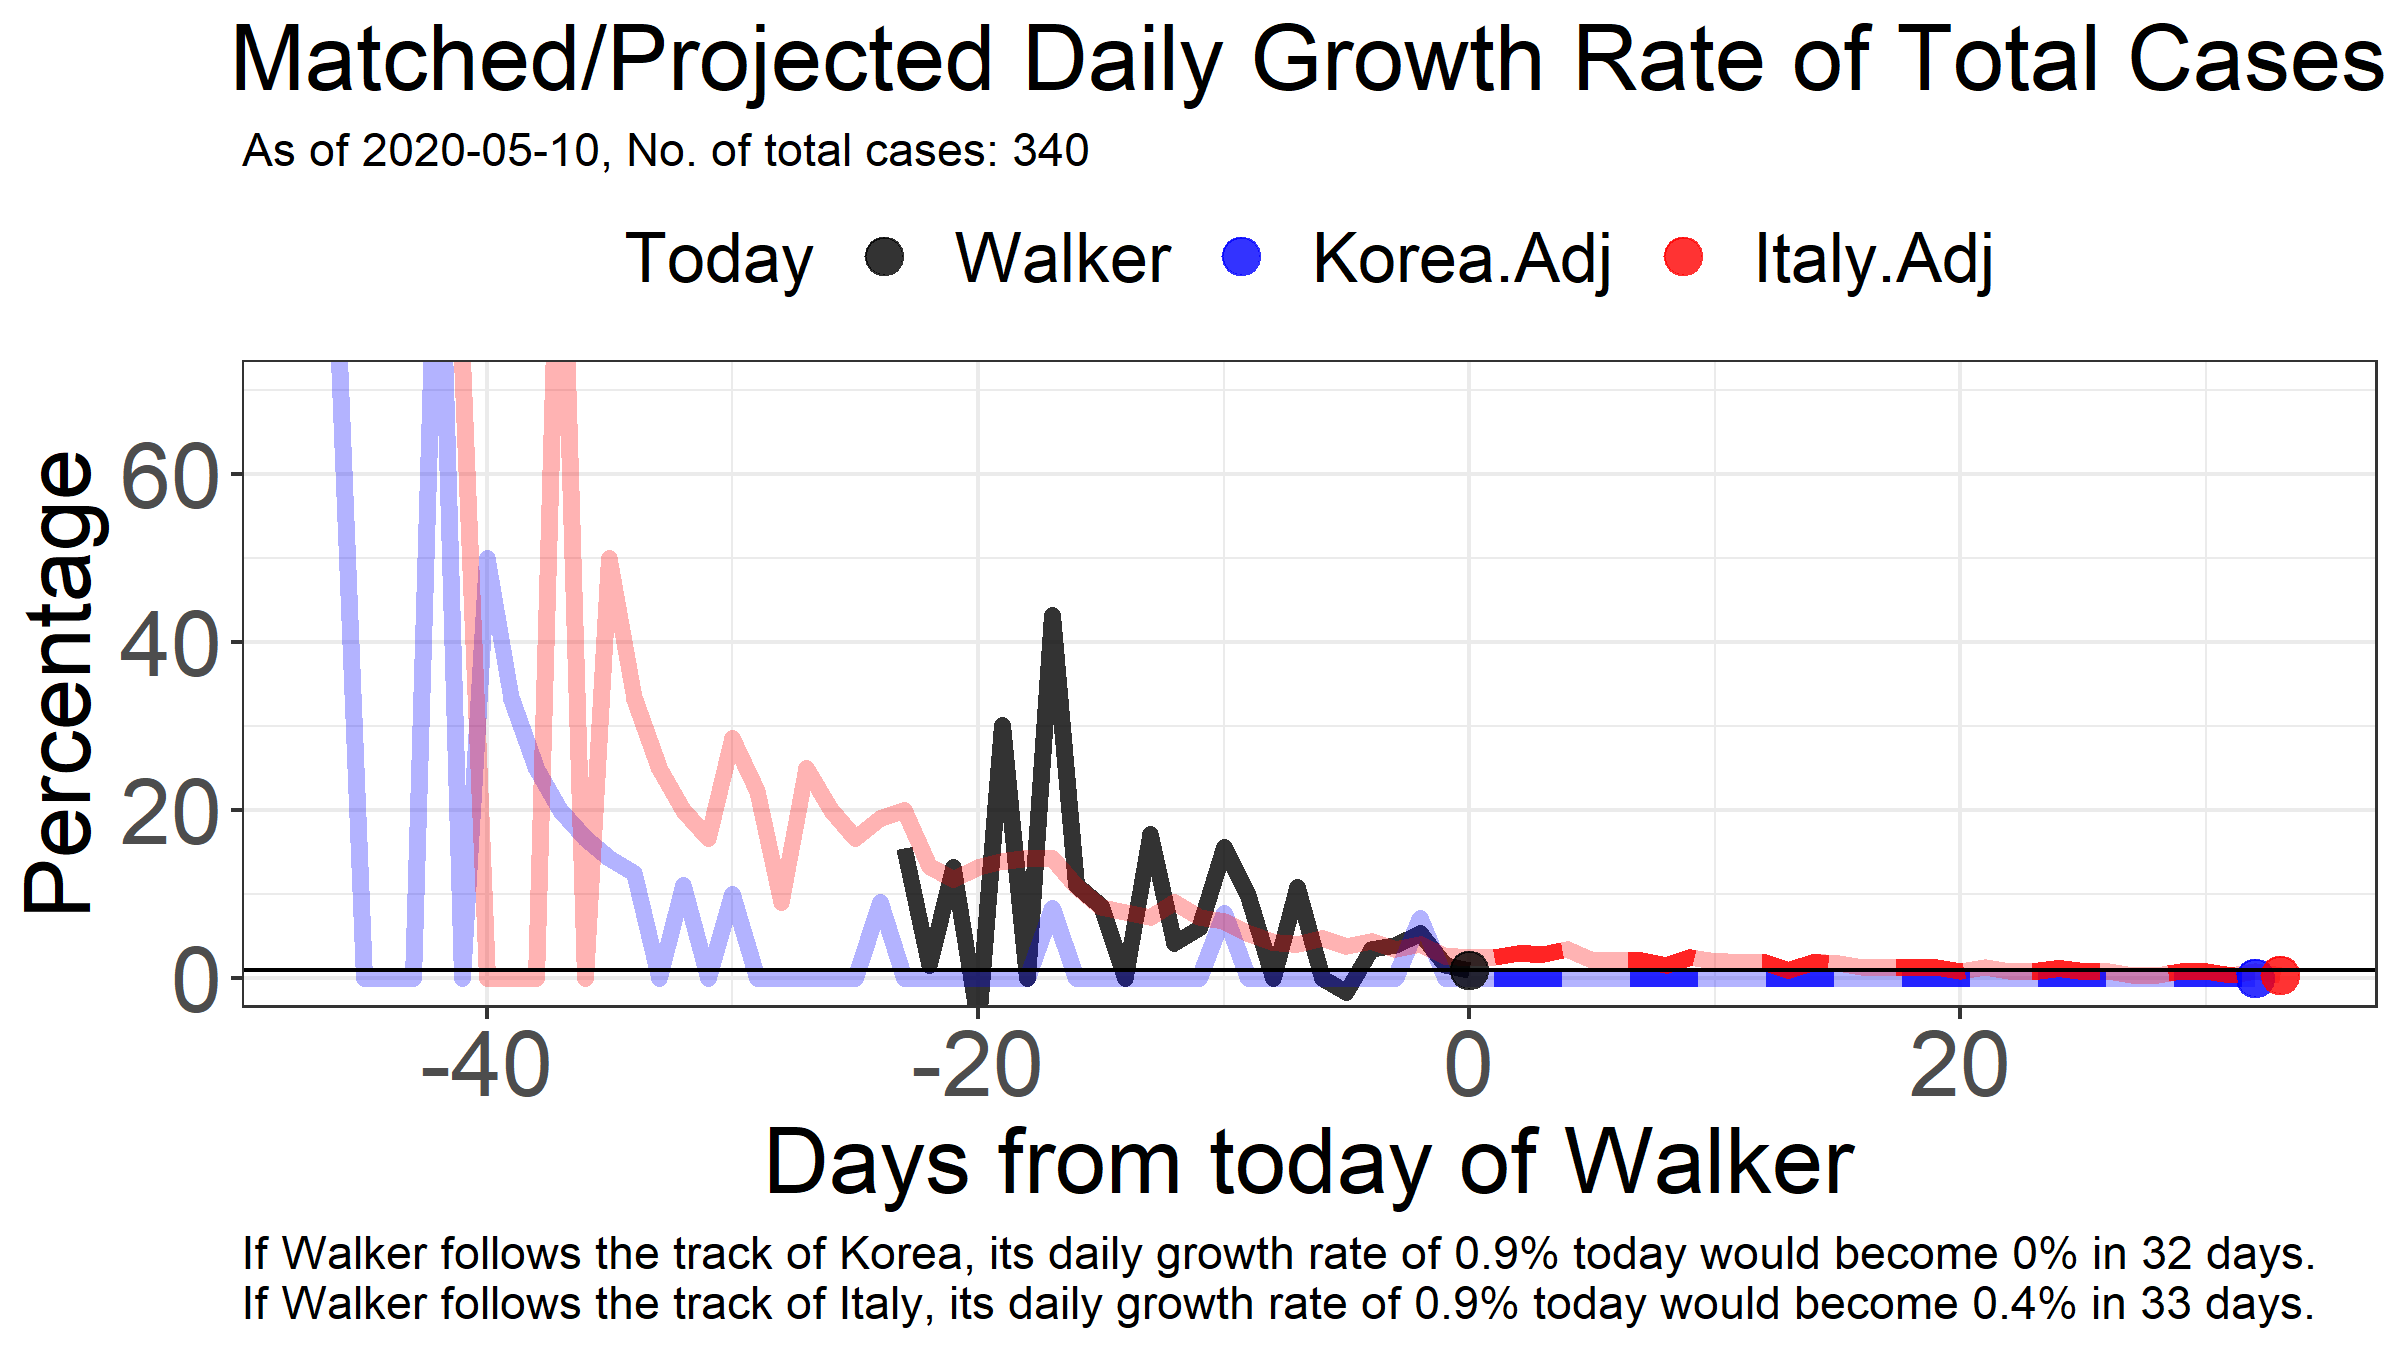 Matched/Projected Daily Growth Rate of Total Cases
As of 2020-05-10, No. of total cases: 340
Today Walker Korea.Adj Italy.Adj
Percentage
60
40
20
0
-40 -20 0 20
Days from today of Walker
If Walker follows the track of Korea, its daily growth rate of 0.9% today would become 0% in 32 days.
If Walker follows the track of Italy, its daily growth rate of 0.9% today would become 0.4% in 33 days.